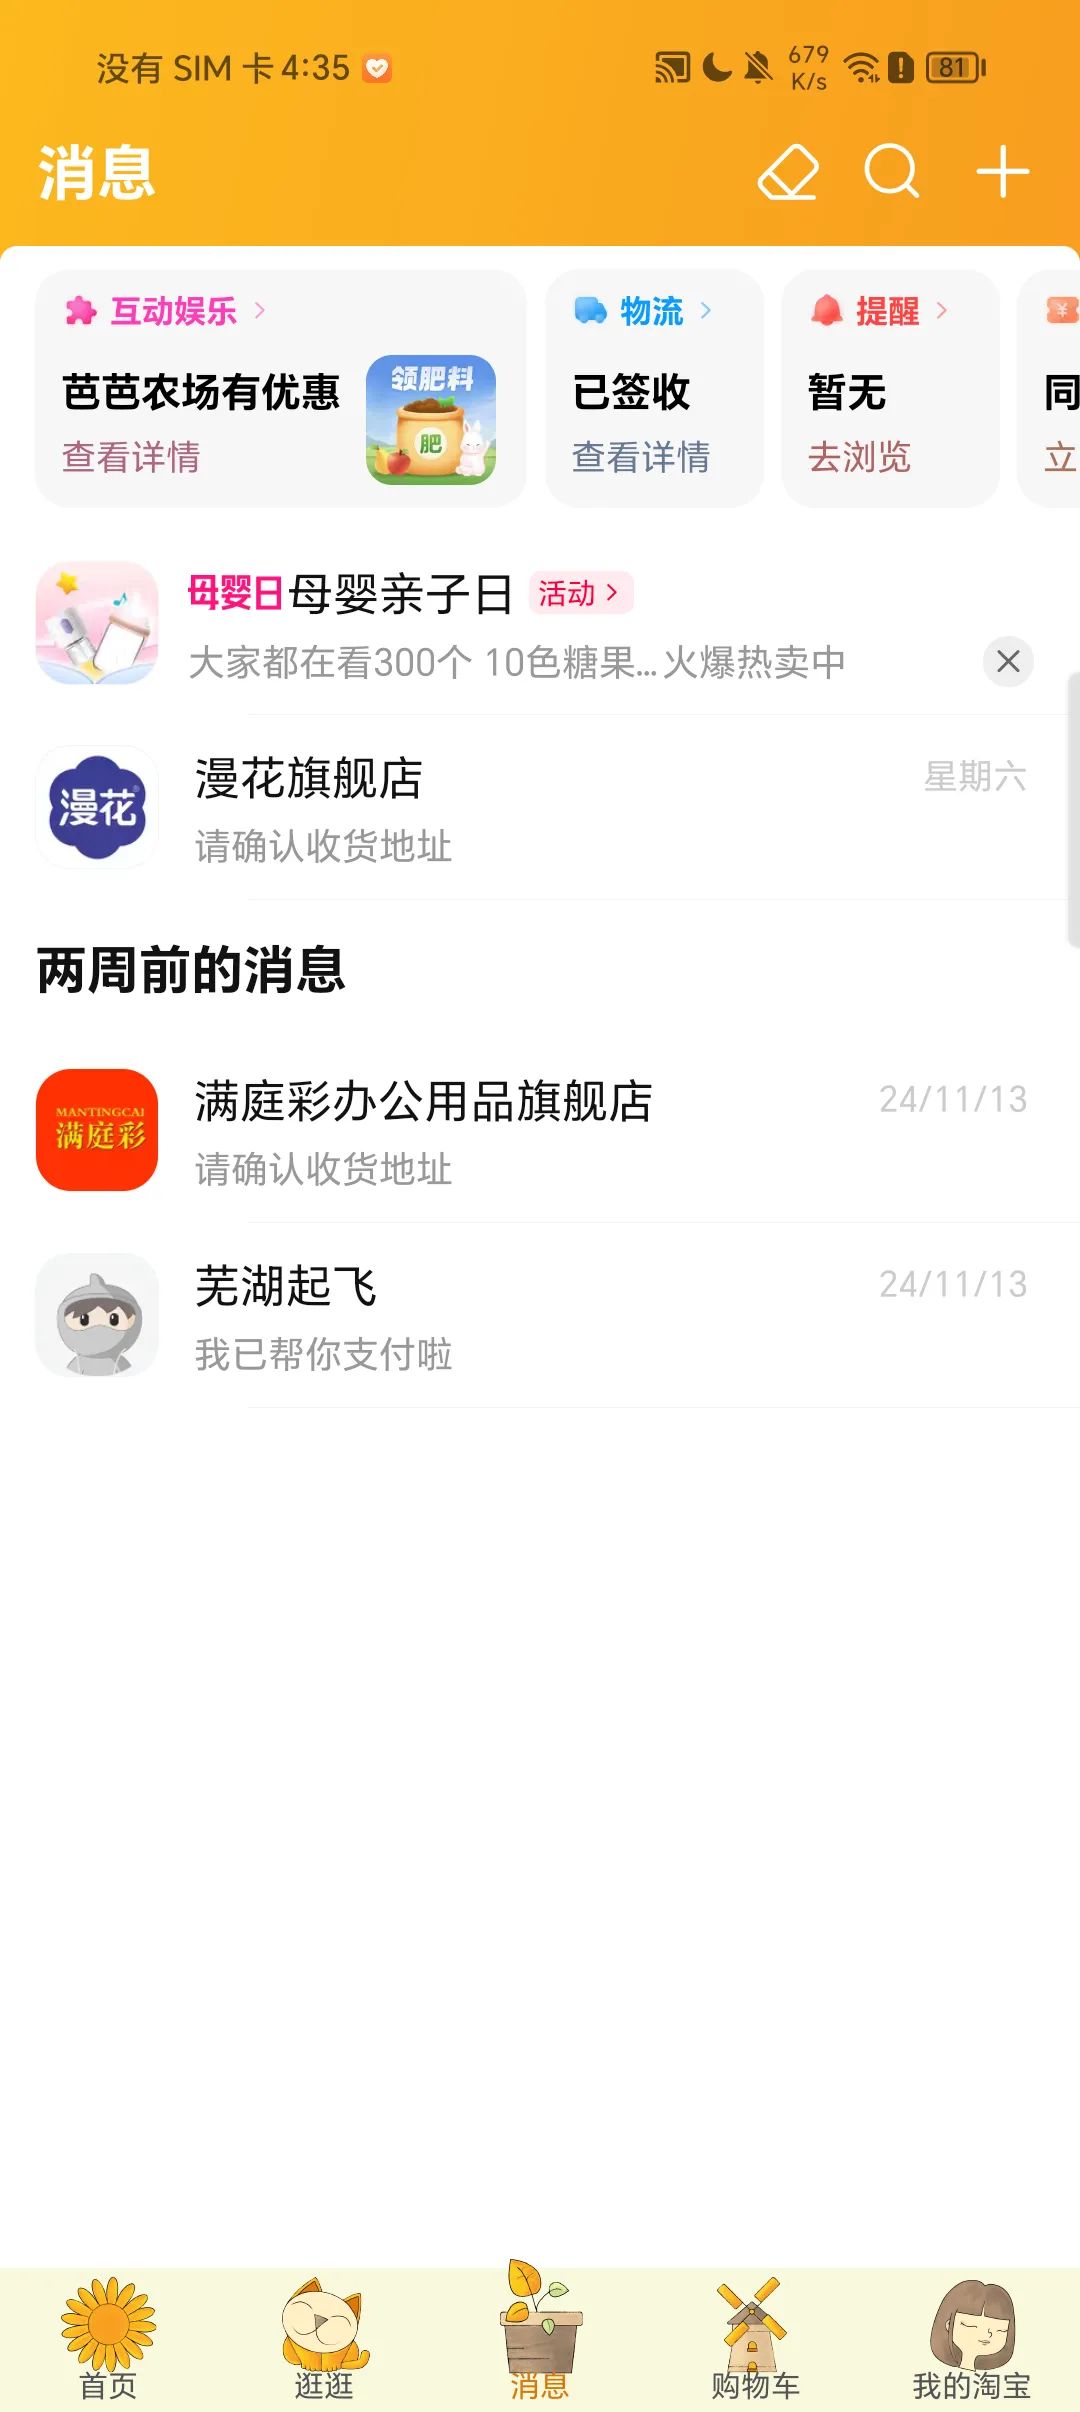 没有 SIM 卡 4:35
679 K/s
81
消息
互动娱乐
物流
提醒
芭芭农场有优惠
领肥料
肥
已签收
暂无
同
查看详情
查看详情
去浏览
立
母婴日母婴亲子日 活动
大家都在看300个 10色糖果...火爆热卖中
漫花
漫花旗舰店
星期六
请确认收货地址
两周前的消息
MANTINGCAI
满庭彩
满庭彩办公用品旗舰店
24/11/13
请确认收货地址
芜湖起飞
24/11/13
我已帮你支付啦
首页
逛逛
消息
购物车
我的淘宝